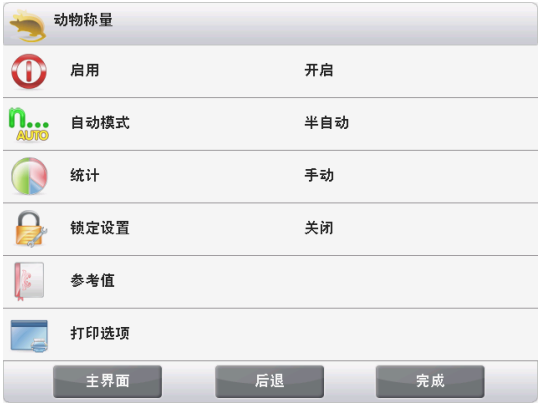 动物称量
启用 开启
n... AUTO 自动模式 半自动
统计 手动
锁定设置 关闭
参考值
打印选项
主界面 后退 完成